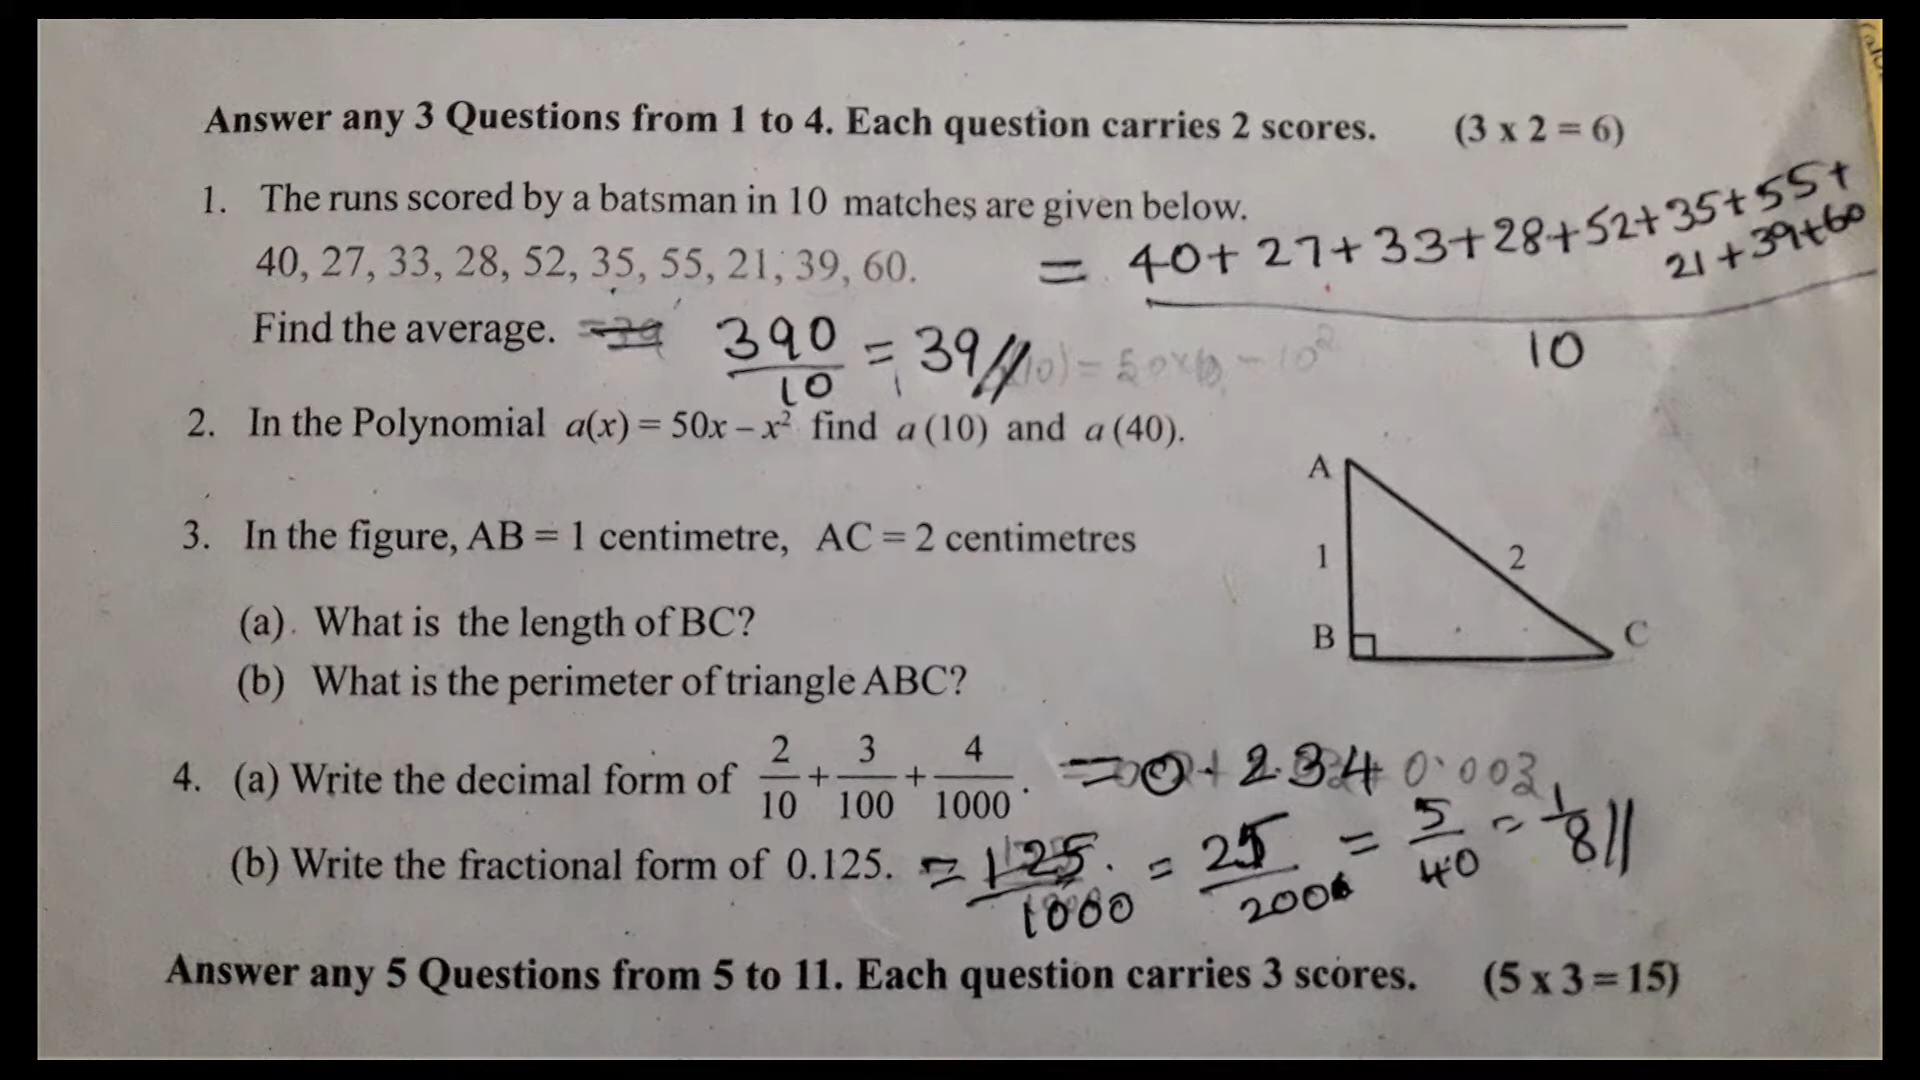 Answer any 3 Questions from 1 to 4. Each question carries 2 scores. (3 x 2 = 6)
1. The runs scored by a batsman in 10 matches are given below.
40, 27, 33, 28, 52, 35, 55, 21, 39, 60.
= 40+ 27+ 33+28+52+35+55+
21+39+60
10
Find the average. 390/10 = 39//
(10) = 50x10 - 10²
2. In the Polynomial a(x) = 50x – x² find a (10) and a (40).
3. In the figure, AB = 1 centimetre, AC = 2 centimetres
(a). What is the length of BC?
(b) What is the perimeter of triangle ABC?
A
1
2
B
C
4. (a) Write the decimal form of 2/10 + 3/100 + 4/1000. = 0.234 0.003
(b) Write the fractional form of 0.125. = 125/1000 = 25/200 = 5/40 = 1/8//
Answer any 5 Questions from 5 to 11. Each question carries 3 scores. (5 x 3 = 15)